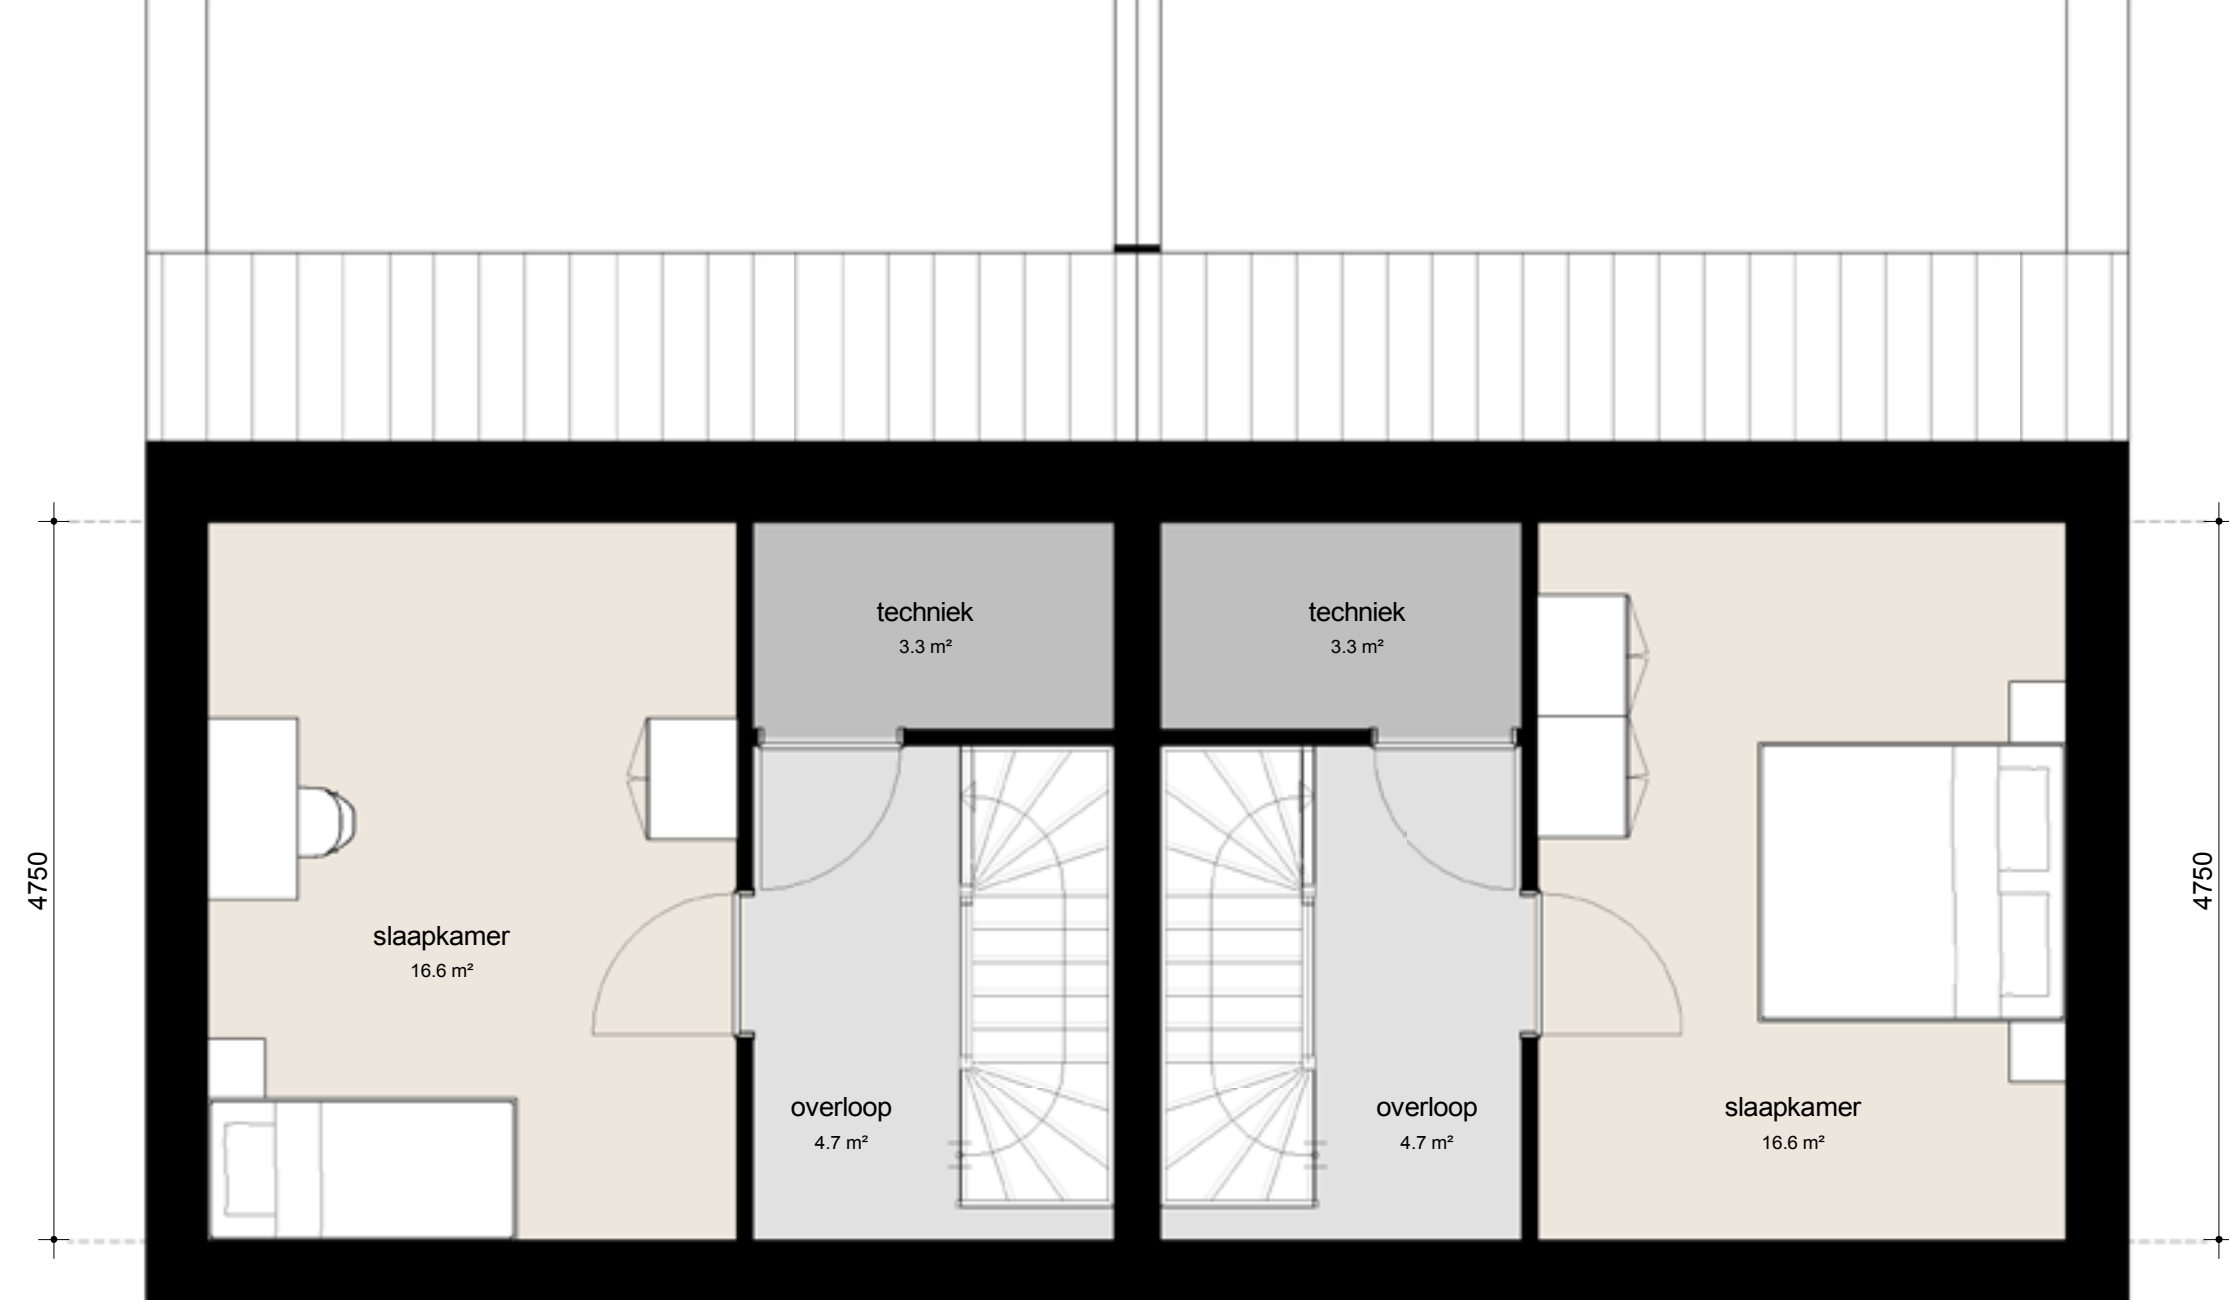 techniek
3.3 m²
techniek
3.3 m²
4750
slaapkamer
16.6 m²
4750
overloop
4.7 m²
overloop
4.7 m²
slaapkamer
16.6 m²